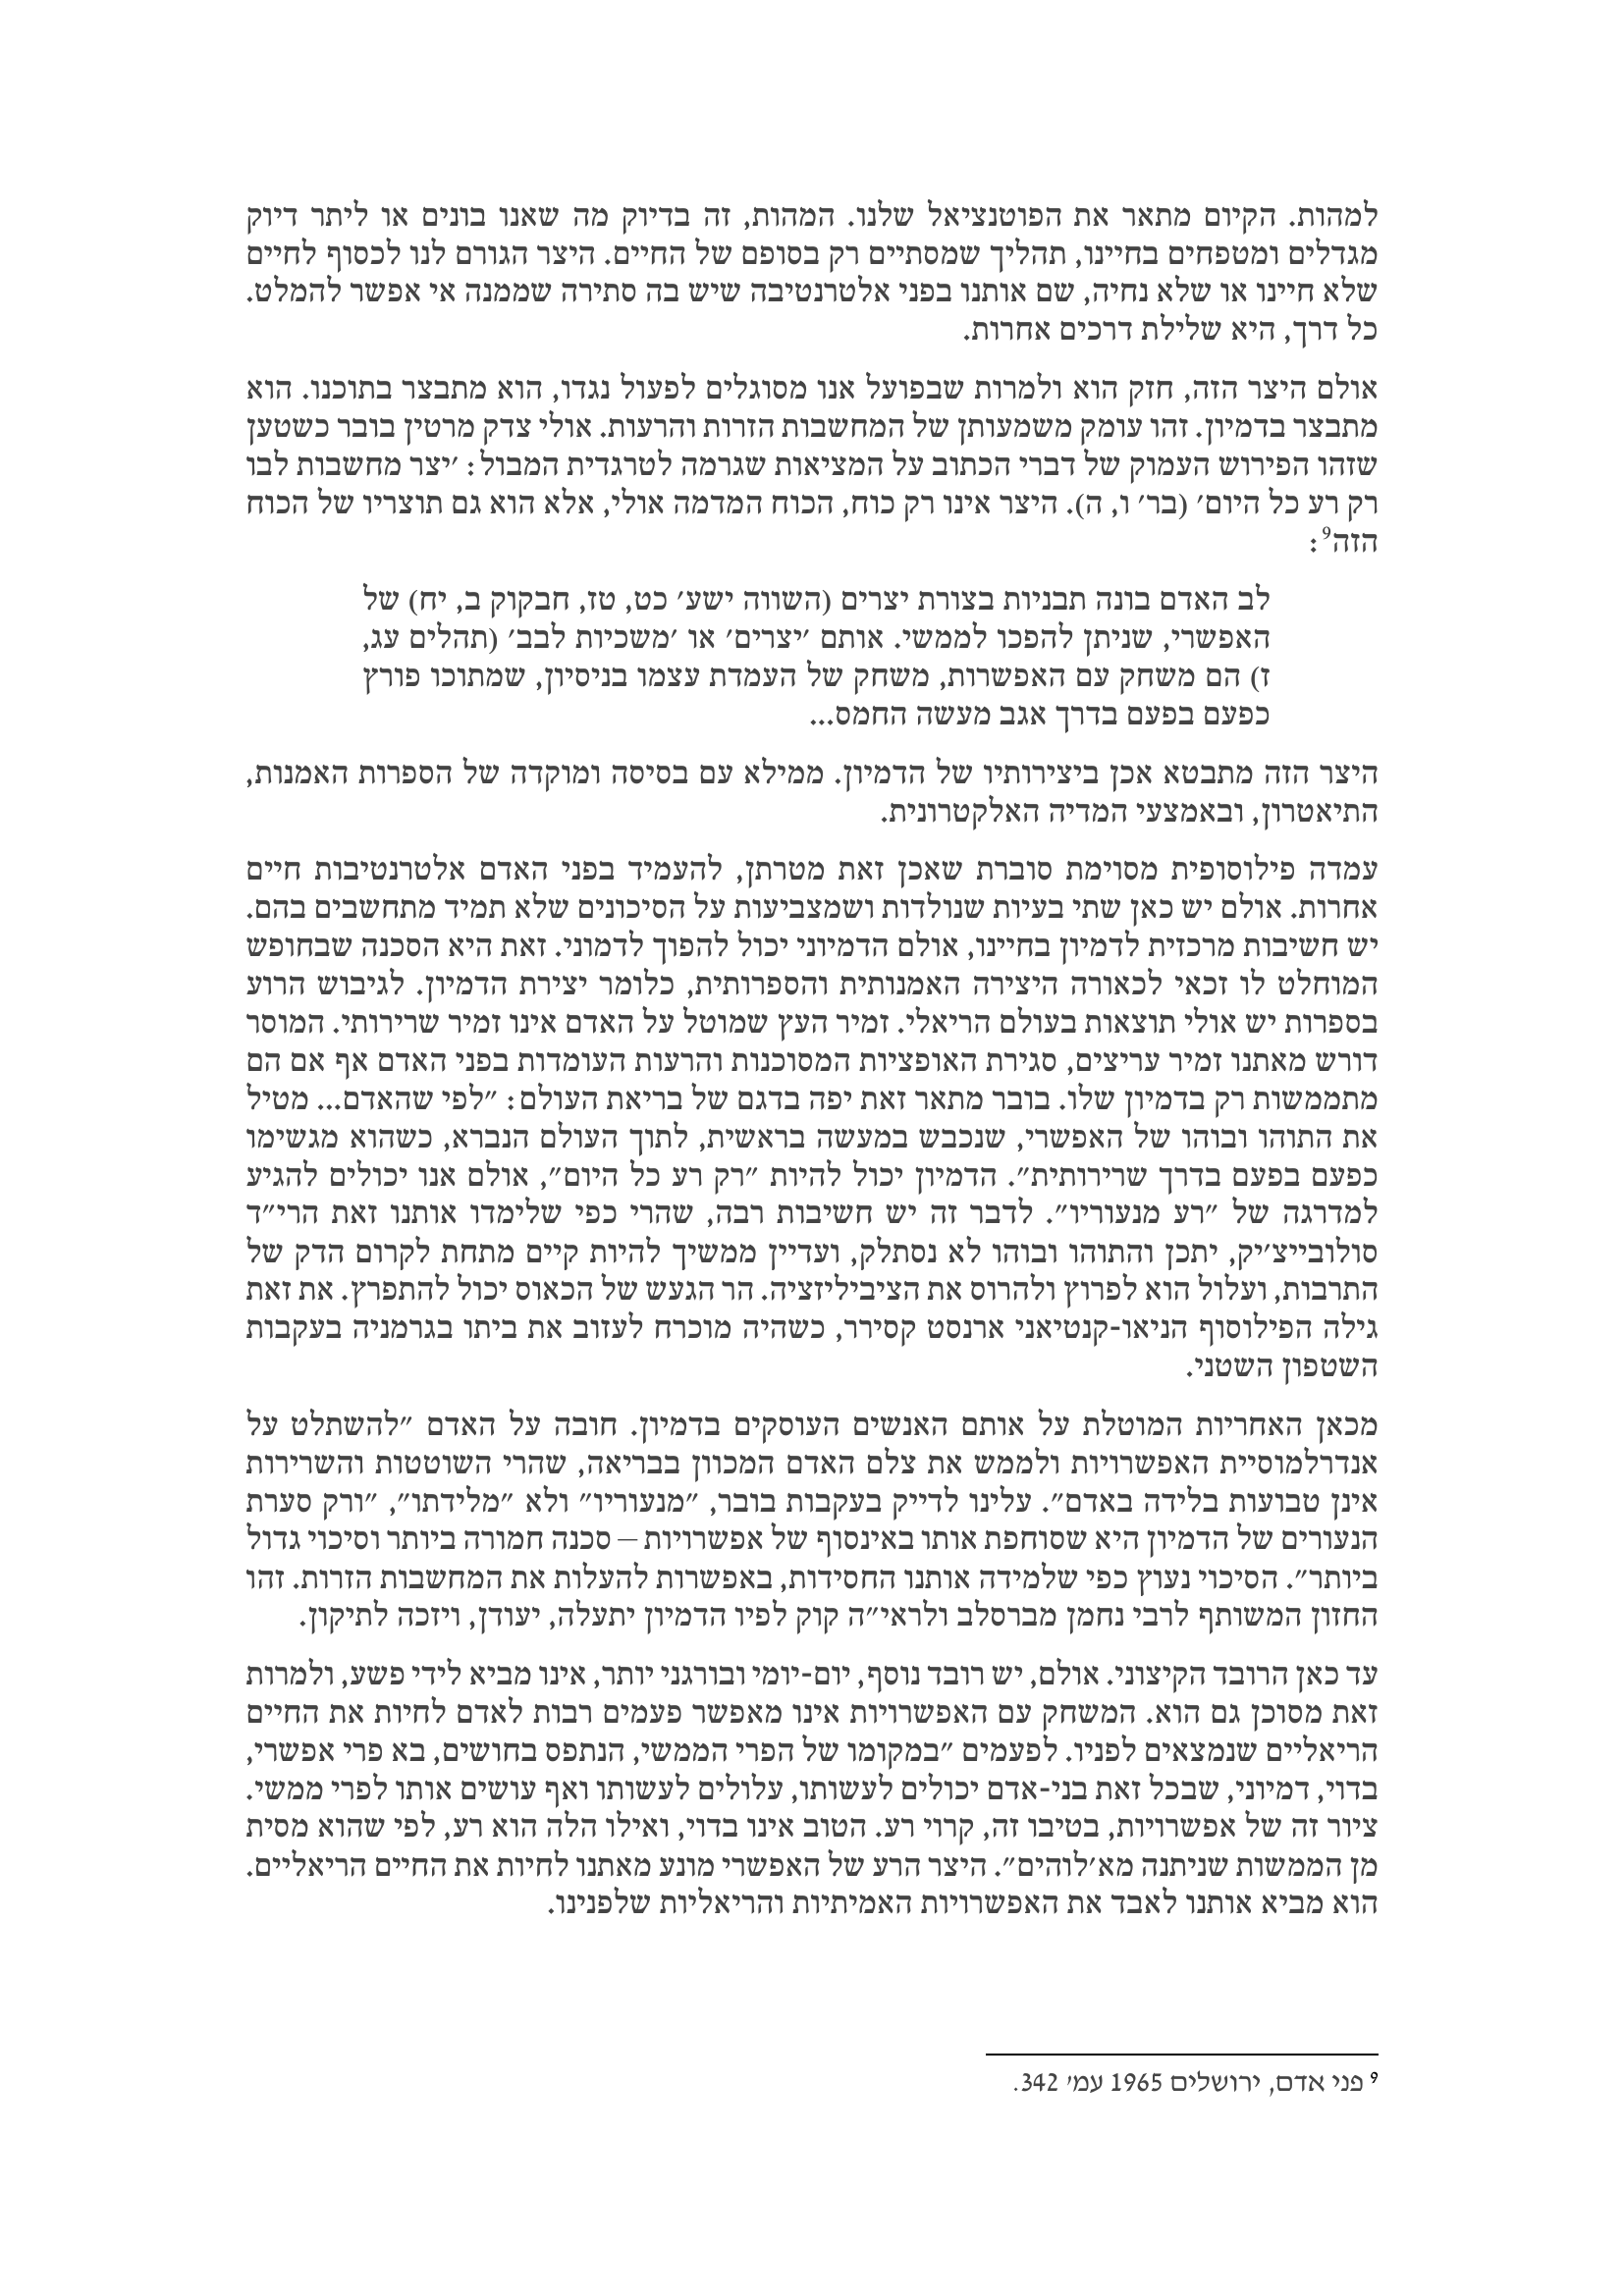 למהות. הקיום מתאר את הפוטנציאל שלנו. המהות, זה בדיוק מה שאנו בונים או ליתר דיוק
מגדלים ומטפחים בחיינו, תהליך שמסתיים רק בסופם של החיים. היצר הגורם לנו לכסוף לחיים
שלא חיינו או שלא נחיה, שם אותנו בפני אלטרנטיבה שיש בה סתירה שממנה אי אפשר להמלט.
כל דרך, היא שלילת דרכים אחרות.
אולם היצר הזה, חזק הוא ולמרות שבפועל אנו מסוגלים לפעול נגדו, הוא מתבצר בתוכנו. הוא
מתבצר בדמיון. זהו עומק משמעותן של המחשבות הזרות והרעות. אולי צדק מרטין בובר כשטען
שזהו הפירוש העמוק של דברי הכתוב על המציאות שגרמה לטרגדית המבול: ׳יצר מחשבות לבו
רק רע כל היום׳ (בר׳ ו, ה). היצר אינו רק כוח, הכוח המדמה אולי, אלא הוא גם תוצריו של הכוח
הזה⁹:
לב האדם בונה תבניות בצורת יצרים (השווה ישע׳ כט, טז, חבקוק ב, יח) של
האפשרי, שניתן להפכו לממשי. אותם ׳יצרים׳ או ׳משכיות לבב׳ (תהלים עג,
ז) הם משחק עם האפשרות, משחק של העמדת עצמו בניסיון, שמתוכו פורץ
כפעם בפעם בדרך אגב מעשה החמס...
היצר הזה מתבטא אכן ביצירותיו של הדמיון. ממילא עם בסיסה ומוקדה של הספרות האמנות,
התיאטרון, ובאמצעי המדיה האלקטרונית.
עמדה פילוסופית מסוימת סוברת שאכן זאת מטרתן, להעמיד בפני האדם אלטרנטיבות חיים
אחרות. אולם יש כאן שתי בעיות שנולדות ושמצביעות על הסיכונים שלא תמיד מתחשבים בהם.
יש חשיבות מרכזית לדמיון בחיינו, אולם הדמיוני יכול להפוך לדמוני. זאת היא הסכנה שבחופש
המוחלט לו זכאי לכאורה היצירה האמנותית והספרותית, כלומר יצירת הדמיון. לגיבוש הרוע
בספרות יש אולי תוצאות בעולם הריאלי. זמיר העץ שמוטל על האדם אינו זמיר שרירותי. המוסר
דורש מאתנו זמיר עריצים, סגירת האופציות המסוכנות והרעות העומדות בפני האדם אף אם הם
מתממשות רק בדמיון שלו. בובר מתאר זאת יפה בדגם של בריאת העולם: ״לפי שהאדם... מטיל
את התוהו ובוהו של האפשרי, שנכבש במעשה בראשית, לתוך העולם הנברא, כשהוא מגשימו
כפעם בפעם בדרך שרירותית״. הדמיון יכול להיות ״רק רע כל היום״, אולם אנו יכולים להגיע
למדרגה של ״רע מנעוריו״. לדבר זה יש חשיבות רבה, שהרי כפי שלימדו אותנו זאת הרי״ד
סולובייצ׳יק, יתכן והתוהו ובוהו לא נסתלק, ועדיין ממשיך להיות קיים מתחת לקרום הדק של
התרבות, ועלול הוא לפרוץ ולהרוס את הציביליזציה. הר הגעש של הכאוס יכול להתפרץ. את זאת
גילה הפילוסוף הניאו-קנטיאני ארנסט קסירר, כשהיה מוכרח לעזוב את ביתו בגרמניה בעקבות
השטפון השטני.
מכאן האחריות המוטלת על אותם האנשים העוסקים בדמיון. חובה על האדם ״להשתלט על
אנדרלמוסיית האפשרויות ולממש את צלם האדם המכוון בבריאה, שהרי השוטטות והשרירות
אינן טבועות בלידה באדם״. עלינו לדייק בעקבות בובר, ״מנעוריו״ ולא ״מלידתו״, ״ורק סערת
הנעורים של הדמיון היא שסוחפת אותו באינסוף של אפשרויות – סכנה חמורה ביותר וסיכוי גדול
ביותר״. הסיכוי נעוץ כפי שלמידה אותנו החסידות, באפשרות להעלות את המחשבות הזרות. זהו
החזון המשותף לרבי נחמן מברסלב ולראי״ה קוק לפיו הדמיון יתעלה, יעודן, ויזכה לתיקון.
עד כאן הרובד הקיצוני. אולם, יש רובד נוסף, יום-יומי ובורגני יותר, אינו מביא לידי פשע, ולמרות
זאת מסוכן גם הוא. המשחק עם האפשרויות אינו מאפשר פעמים רבות לאדם לחיות את החיים
הריאליים שנמצאים לפניו. לפעמים ״במקומו של הפרי הממשי, הנתפס בחושים, בא פרי אפשרי,
בדוי, דמיוני, שבכל זאת בני-אדם יכולים לעשותו, עלולים לעשותו ואף עושים אותו לפרי ממשי.
ציור זה של אפשרויות, בטיבו זה, קרוי רע. הטוב אינו בדוי, ואילו הלה הוא רע, לפי שהוא מסית
מן הממשות שניתנה מא׳לוהים״. היצר הרע של האפשרי מונע מאתנו לחיות את החיים הריאליים.
הוא מביא אותנו לאבד את האפשרויות האמיתיות והריאליות שלפנינו.
⁹ פני אדם, ירושלים 1965 עמ׳ 342.